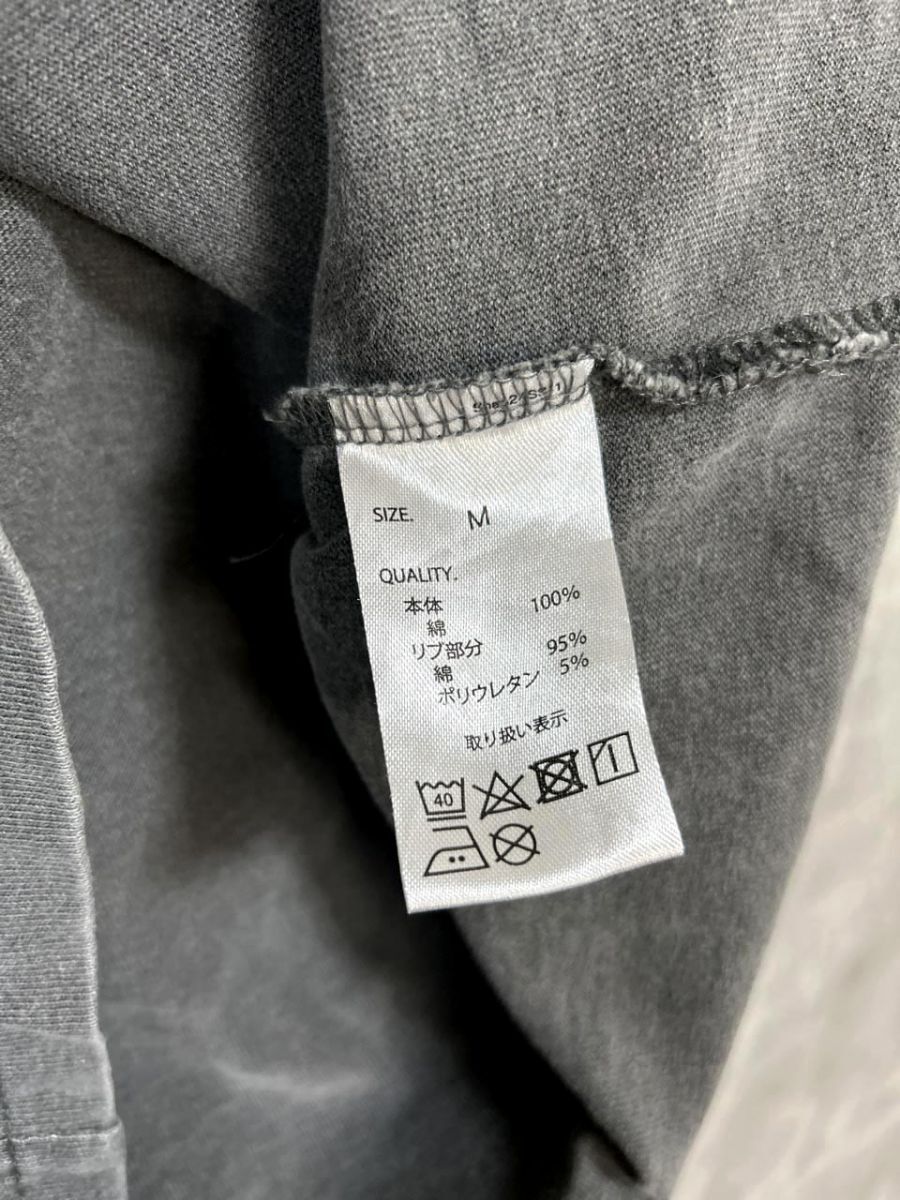 SIZE. M
QUALITY.
本体
綿 100%
リブ部分
綿 95%
ポリウレタン 5%
取り扱い表示
40